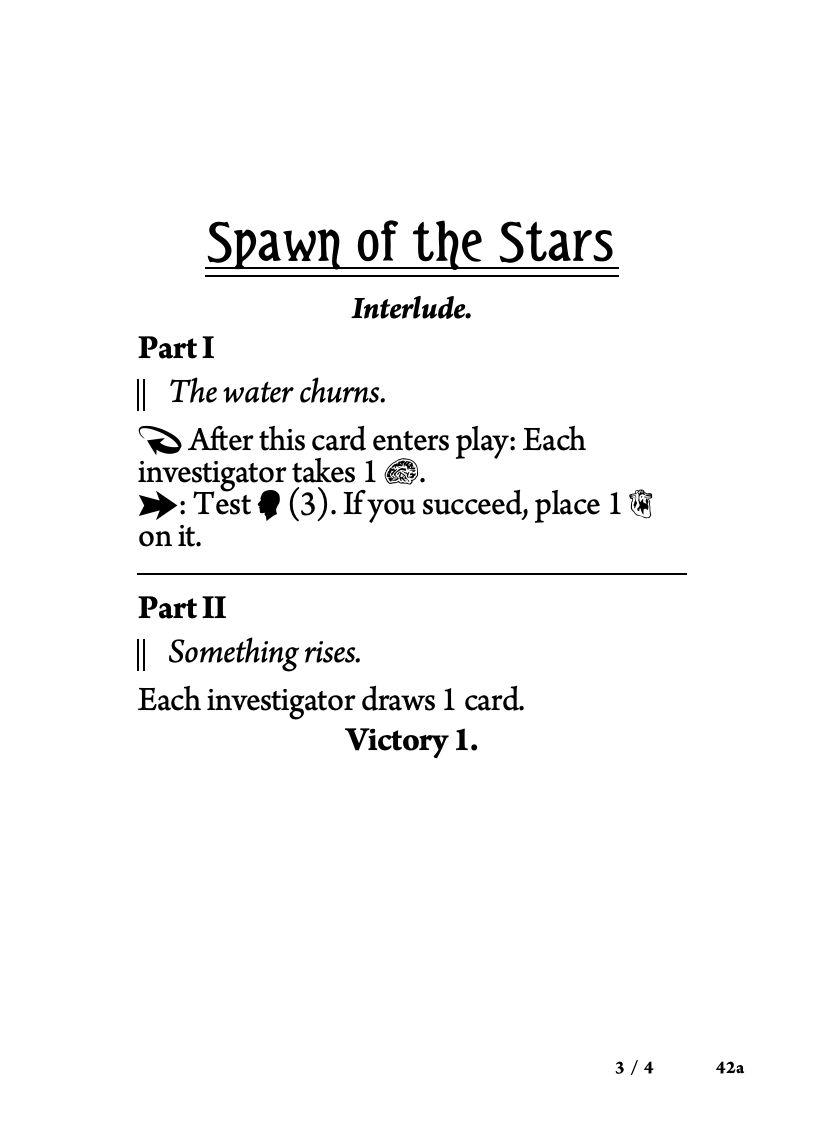 Spawn of the Stars
Interlude.
Part I
The water churns.
After this card enters play: Each
investigator takes 1 .
: Test (3). If you succeed, place 1
on it.
Part II
Something rises.
Each investigator draws 1 card.
Victory 1.
3 / 4 42a